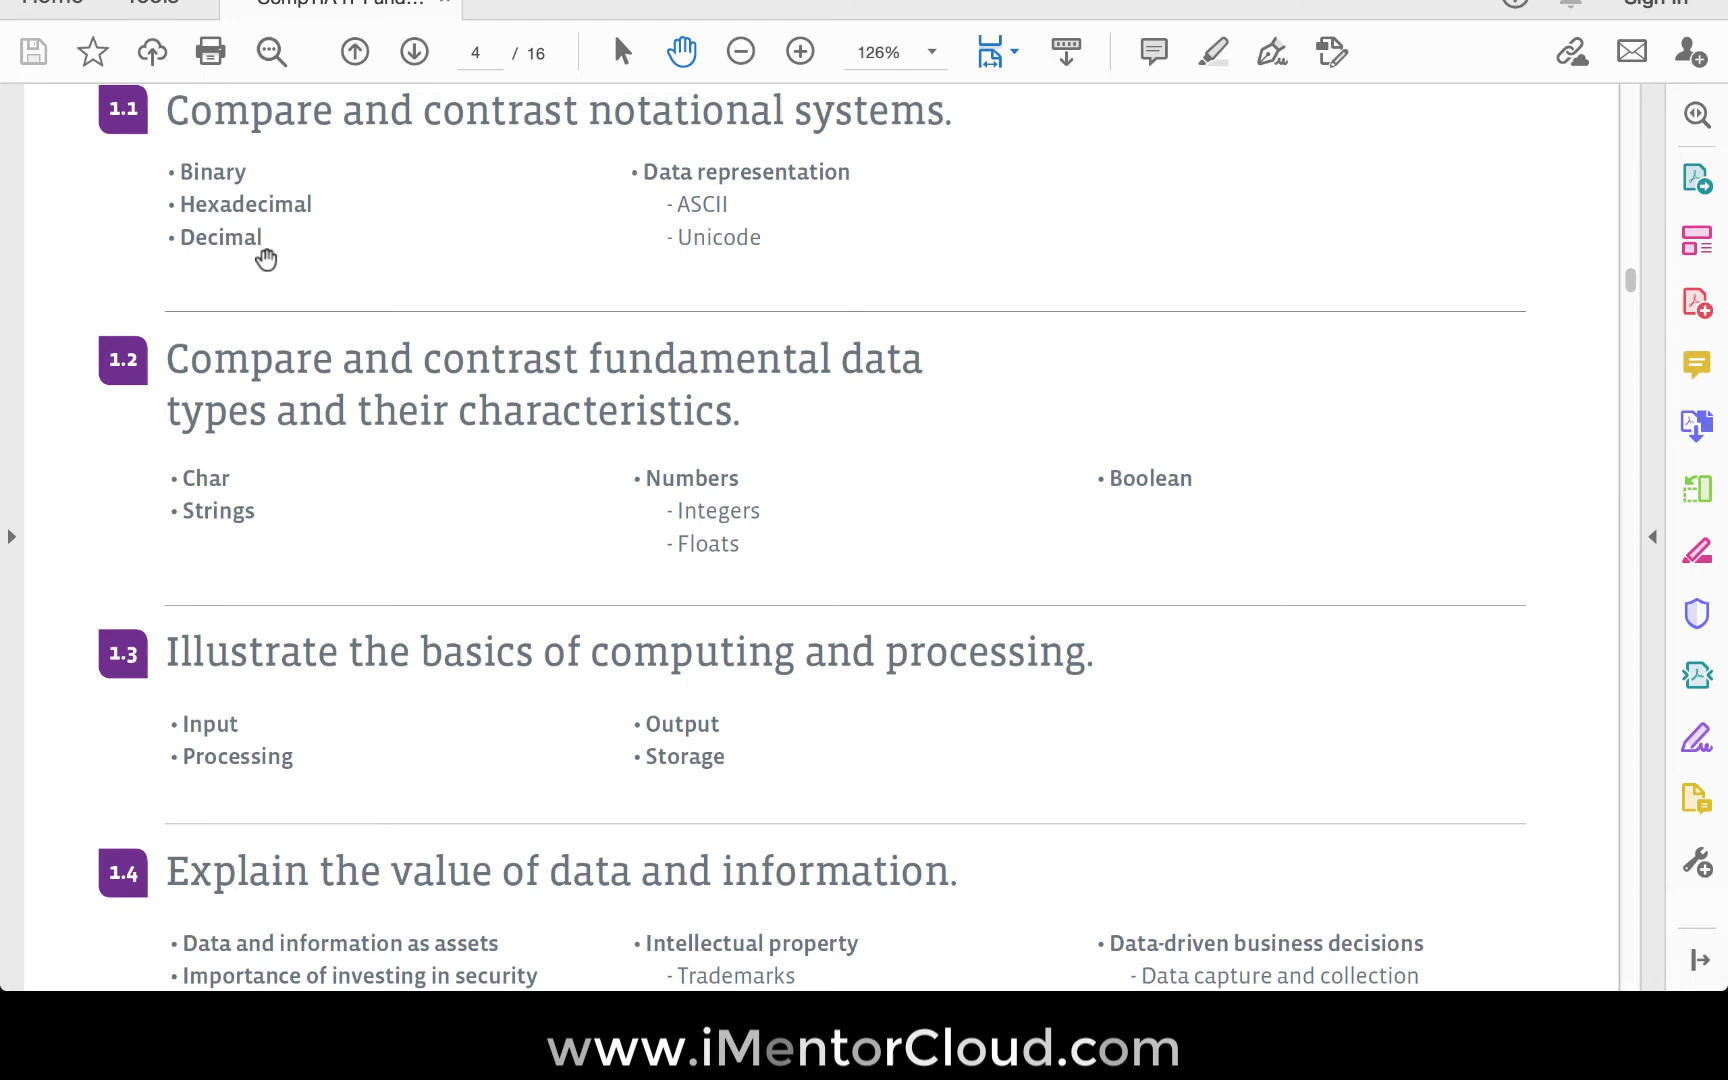 4 / 16
126%
1.1 Compare and contrast notational systems.
• Binary
• Hexadecimal
• Decimal
• Data representation
- ASCII
- Unicode
1.2 Compare and contrast fundamental data
types and their characteristics.
• Char
• Strings
• Numbers
- Integers
- Floats
• Boolean
1.3 Illustrate the basics of computing and processing.
• Input
• Processing
• Output
• Storage
1.4 Explain the value of data and information.
• Data and information as assets
• Importance of investing in security
• Intellectual property
- Trademarks
• Data-driven business decisions
- Data capture and collection
www.iMentorCloud.com